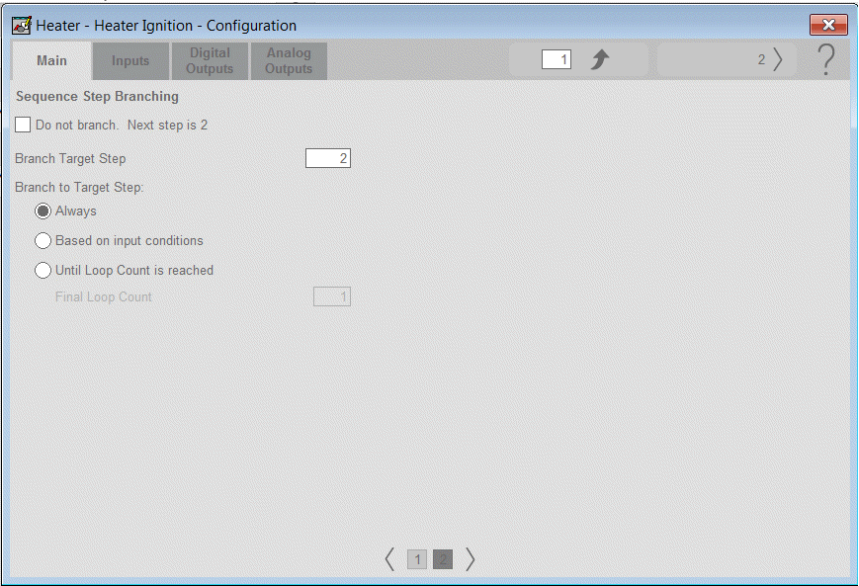 Heater - Heater Ignition - Configuration
Main
Inputs
Digital
Outputs
Analog
Outputs
1
2
?
Sequence Step Branching
Do not branch. Next step is 2
Branch Target Step 2
Branch to Target Step:
Always
Based on input conditions
Until Loop Count is reached
Final Loop Count 1
1 2